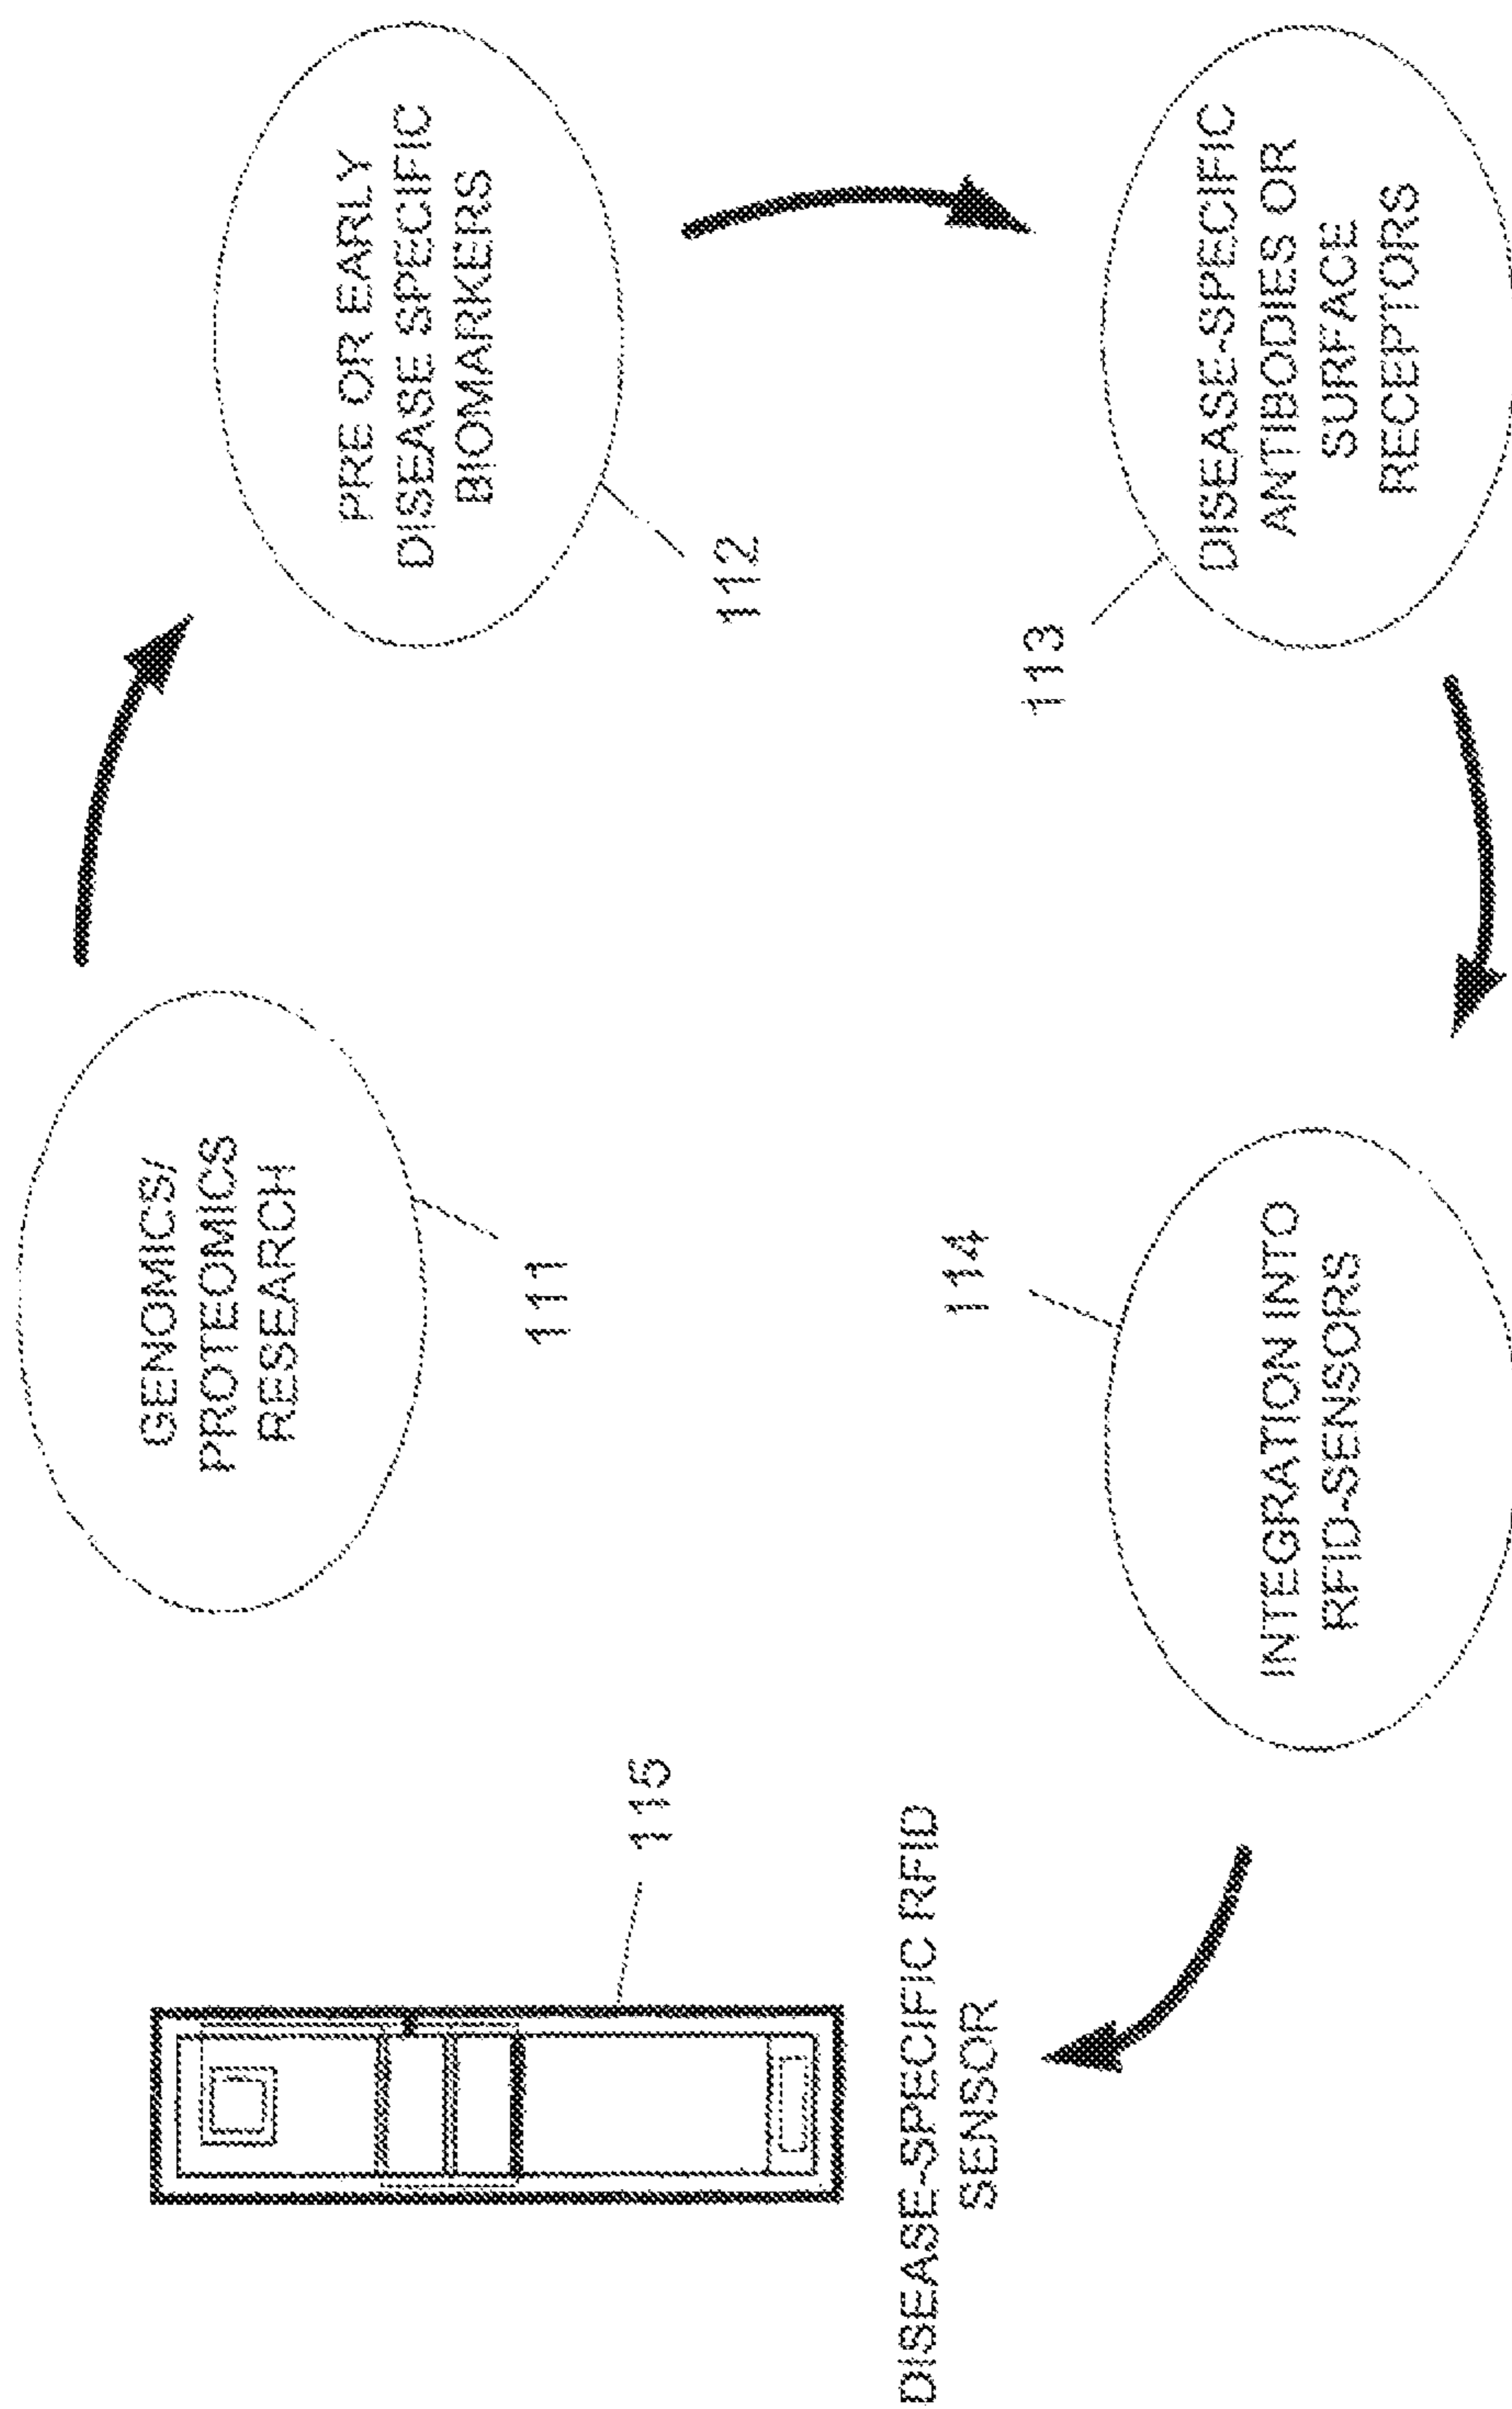 GENOMICS/
PROTEOMICS
RESEARCH
111
PRE OR EARLY
DISEASE SPECIFIC
BIOMARKERS
112
113
DISEASE-SPECIFIC
ANTIBODIES OR
SURFACE
RECEPTORS
114
INTEGRATION INTO
RFID-SENSORS
115
DISEASE-SPECIFIC RFID
SENSOR